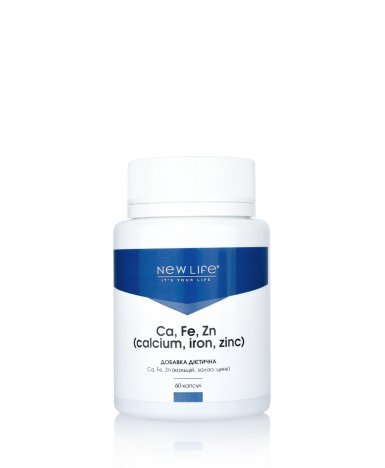 NEW LIFE®
IT'S YOUR LIFE
Ca, Fe, Zn
(calcium, iron, zinc)
ДОБАВКА ДІЄТИЧНА
Ca, Fe, Zn (кальцій, залізо, цинк)
60 капсул